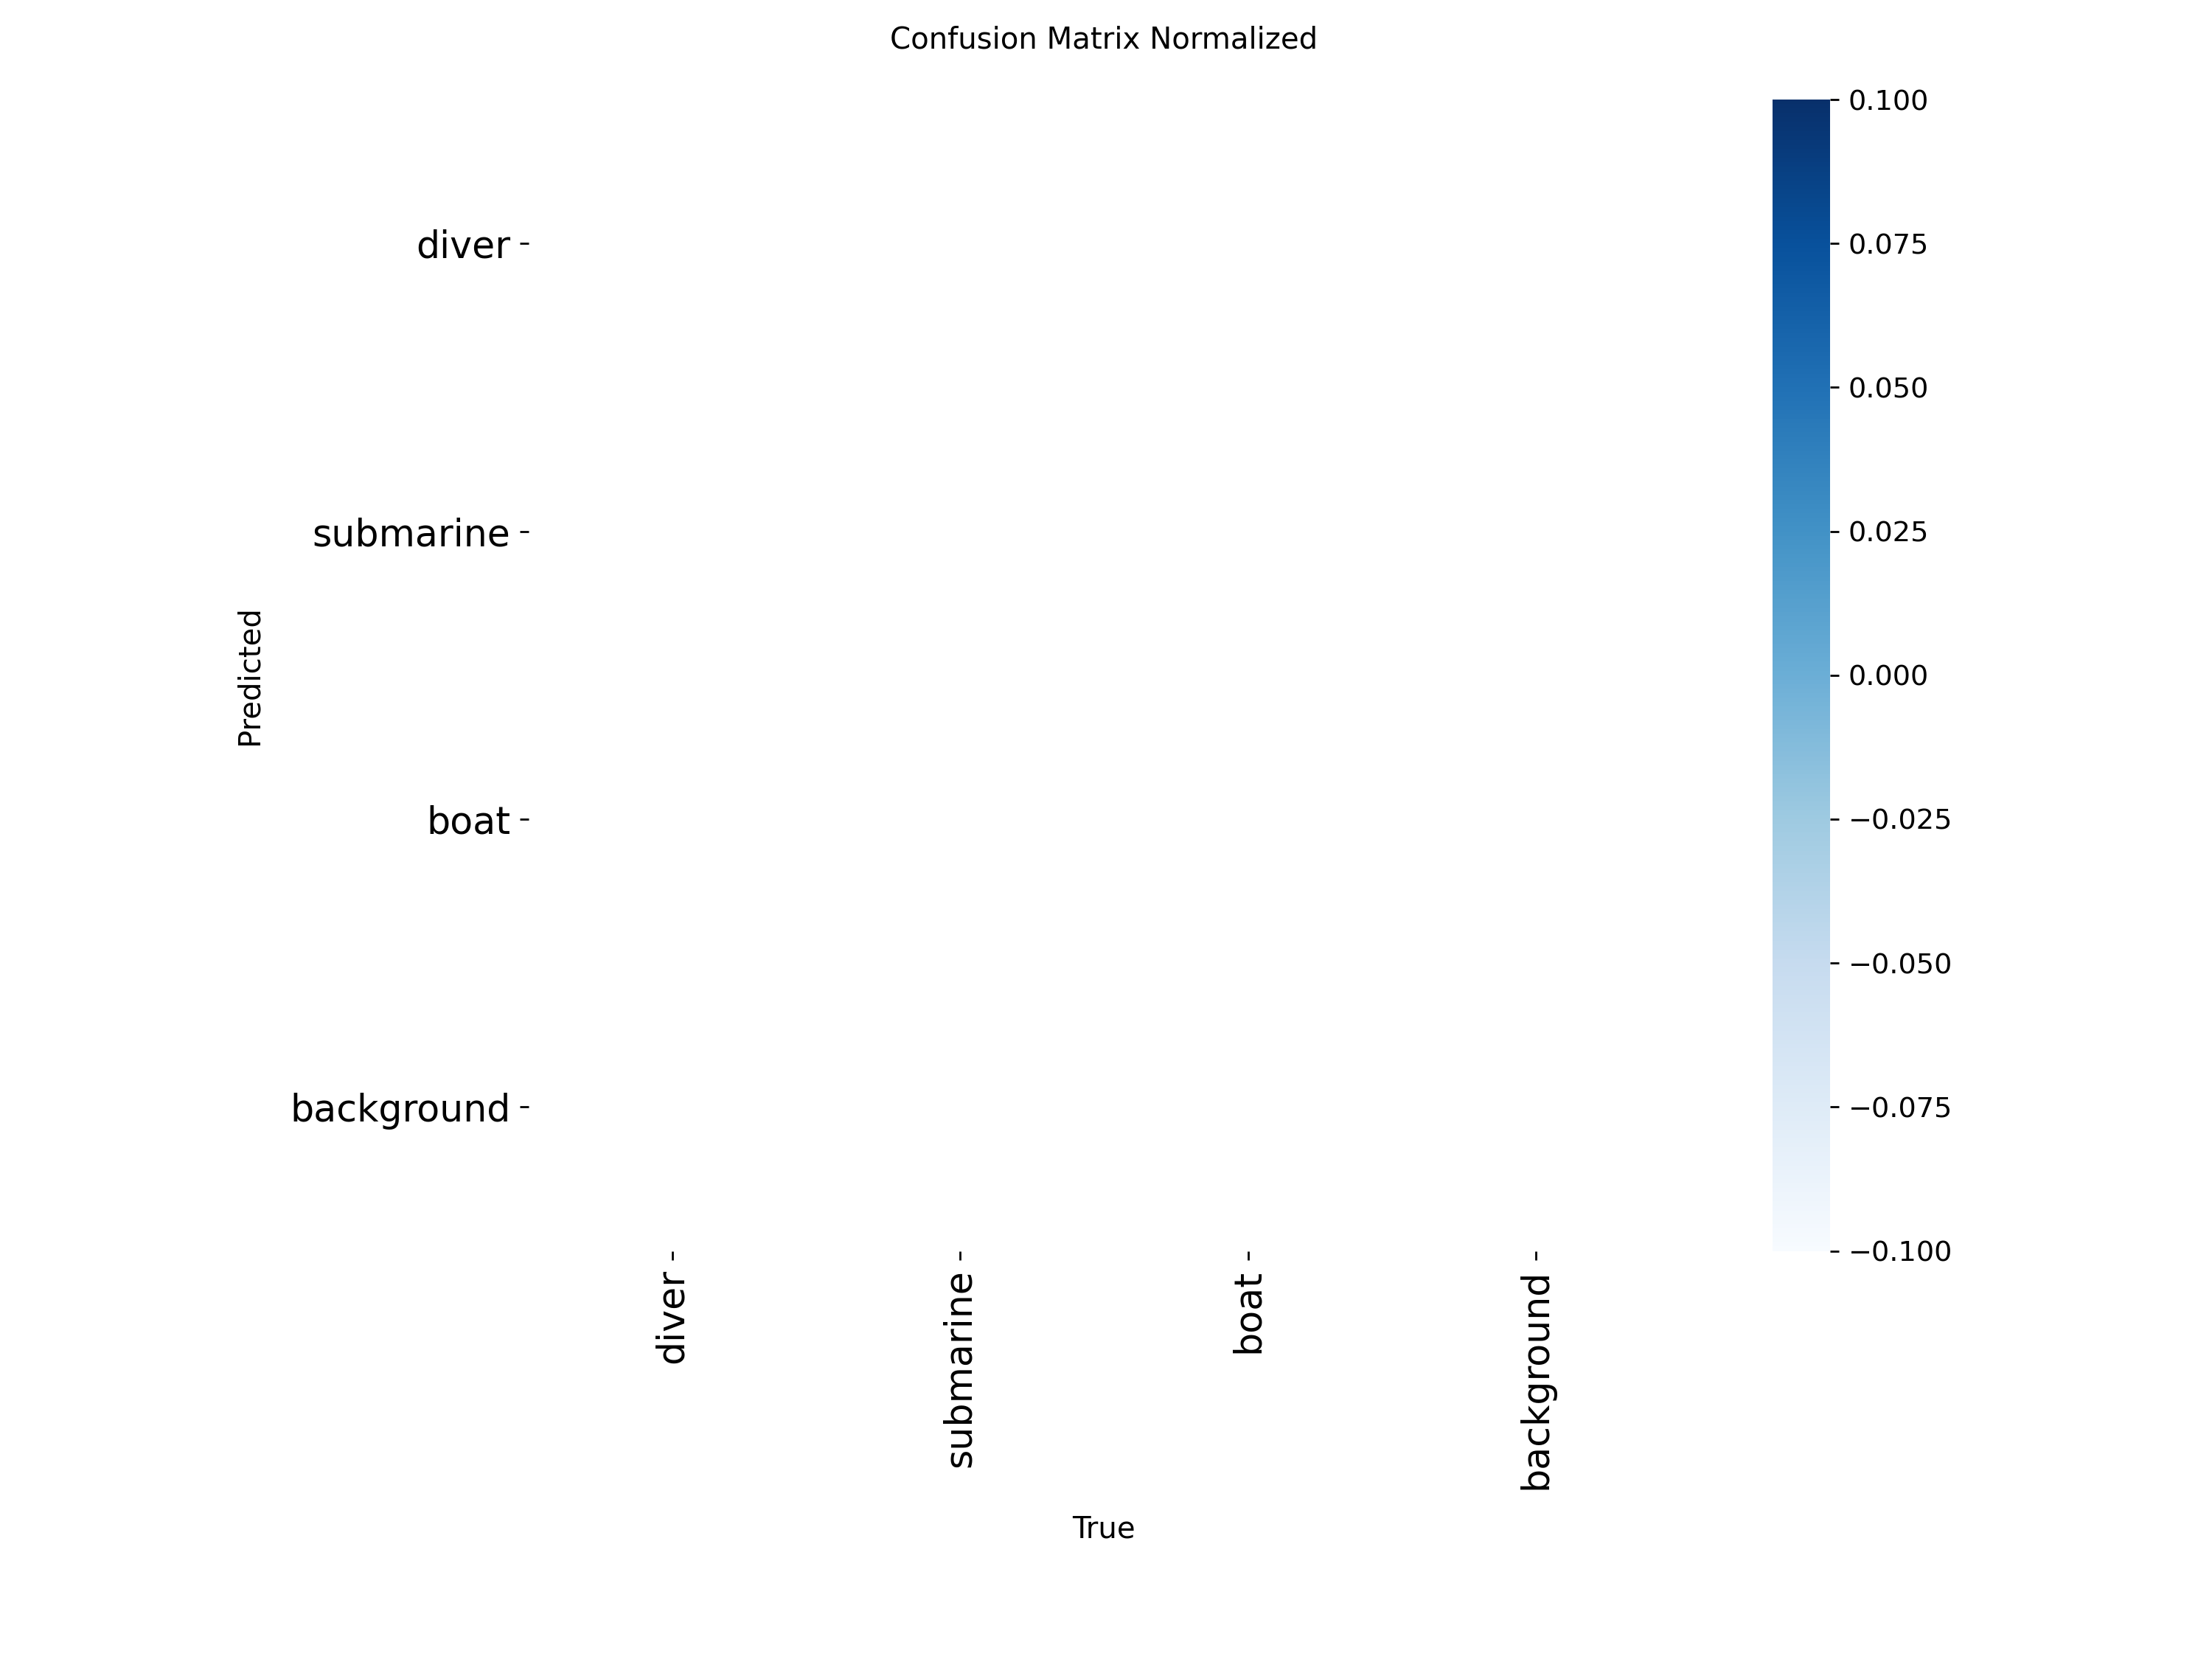 Confusion Matrix Normalized
0.100
diver
0.075
0.050
submarine
0.025
Predicted
0.000
boat
−0.025
−0.050
background
−0.075
−0.100
diver
submarine
boat
background
True